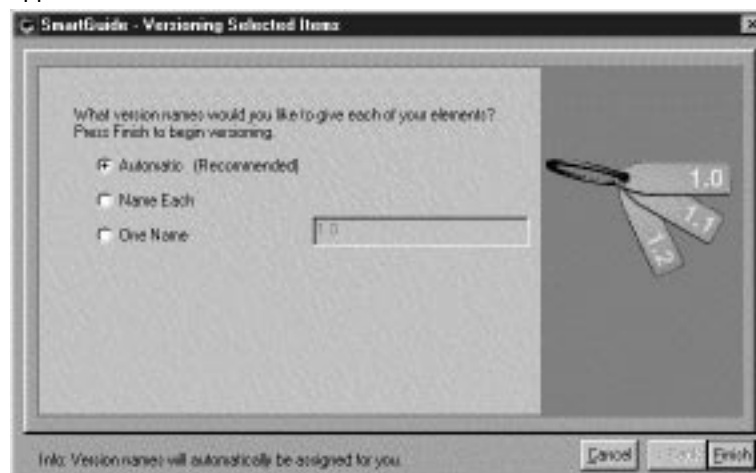 SmartGuide - Versioning Selected Items
What version names would you like to give each of your elements?
Press Finish to begin versioning.
Automatic (Recommended)
Name Each
One Name
1.0
1.0
1.1
1.2
Info: Version names will automatically be assigned for you.
Cancel
< Back
Finish